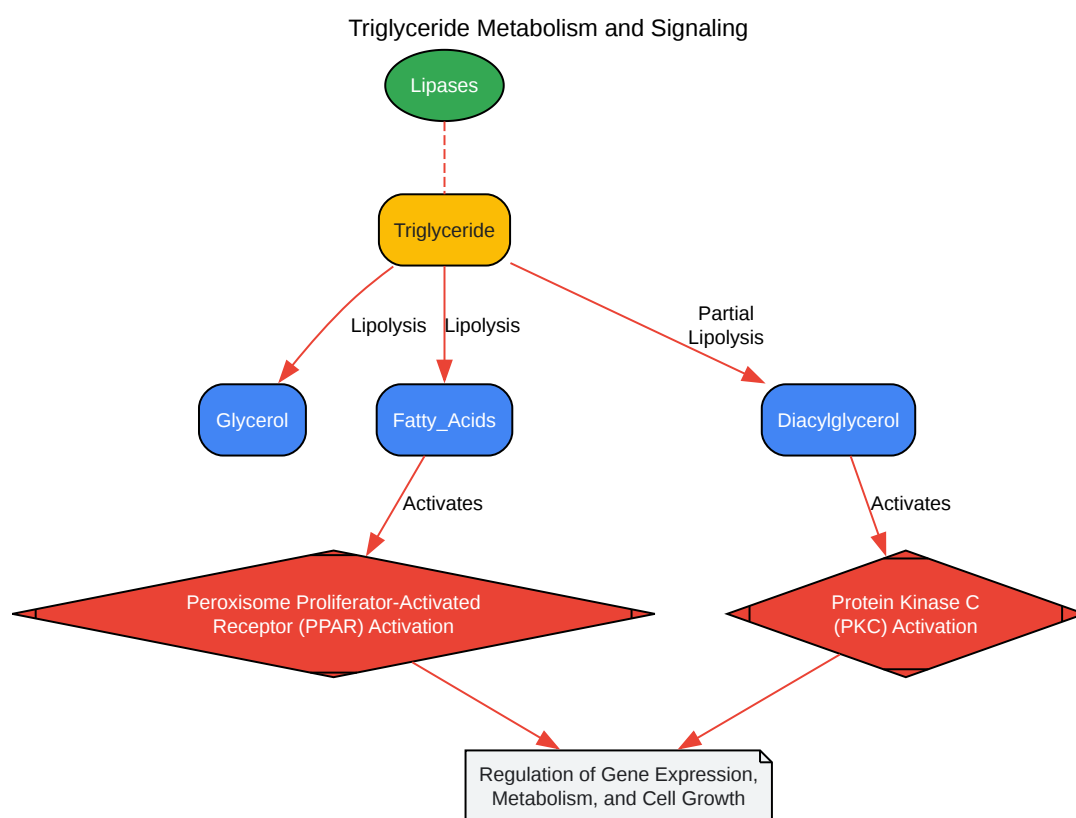 Triglyceride Metabolism and Signaling
Lipases
Triglyceride
Lipolysis
Lipolysis
Partial
Lipolysis
Glycerol
Fatty_Acids
Diacylglycerol
Activates
Activates
Peroxisome Proliferator-Activated
Receptor (PPAR) Activation
Protein Kinase C
(PKC) Activation
Regulation of Gene Expression,
Metabolism, and Cell Growth